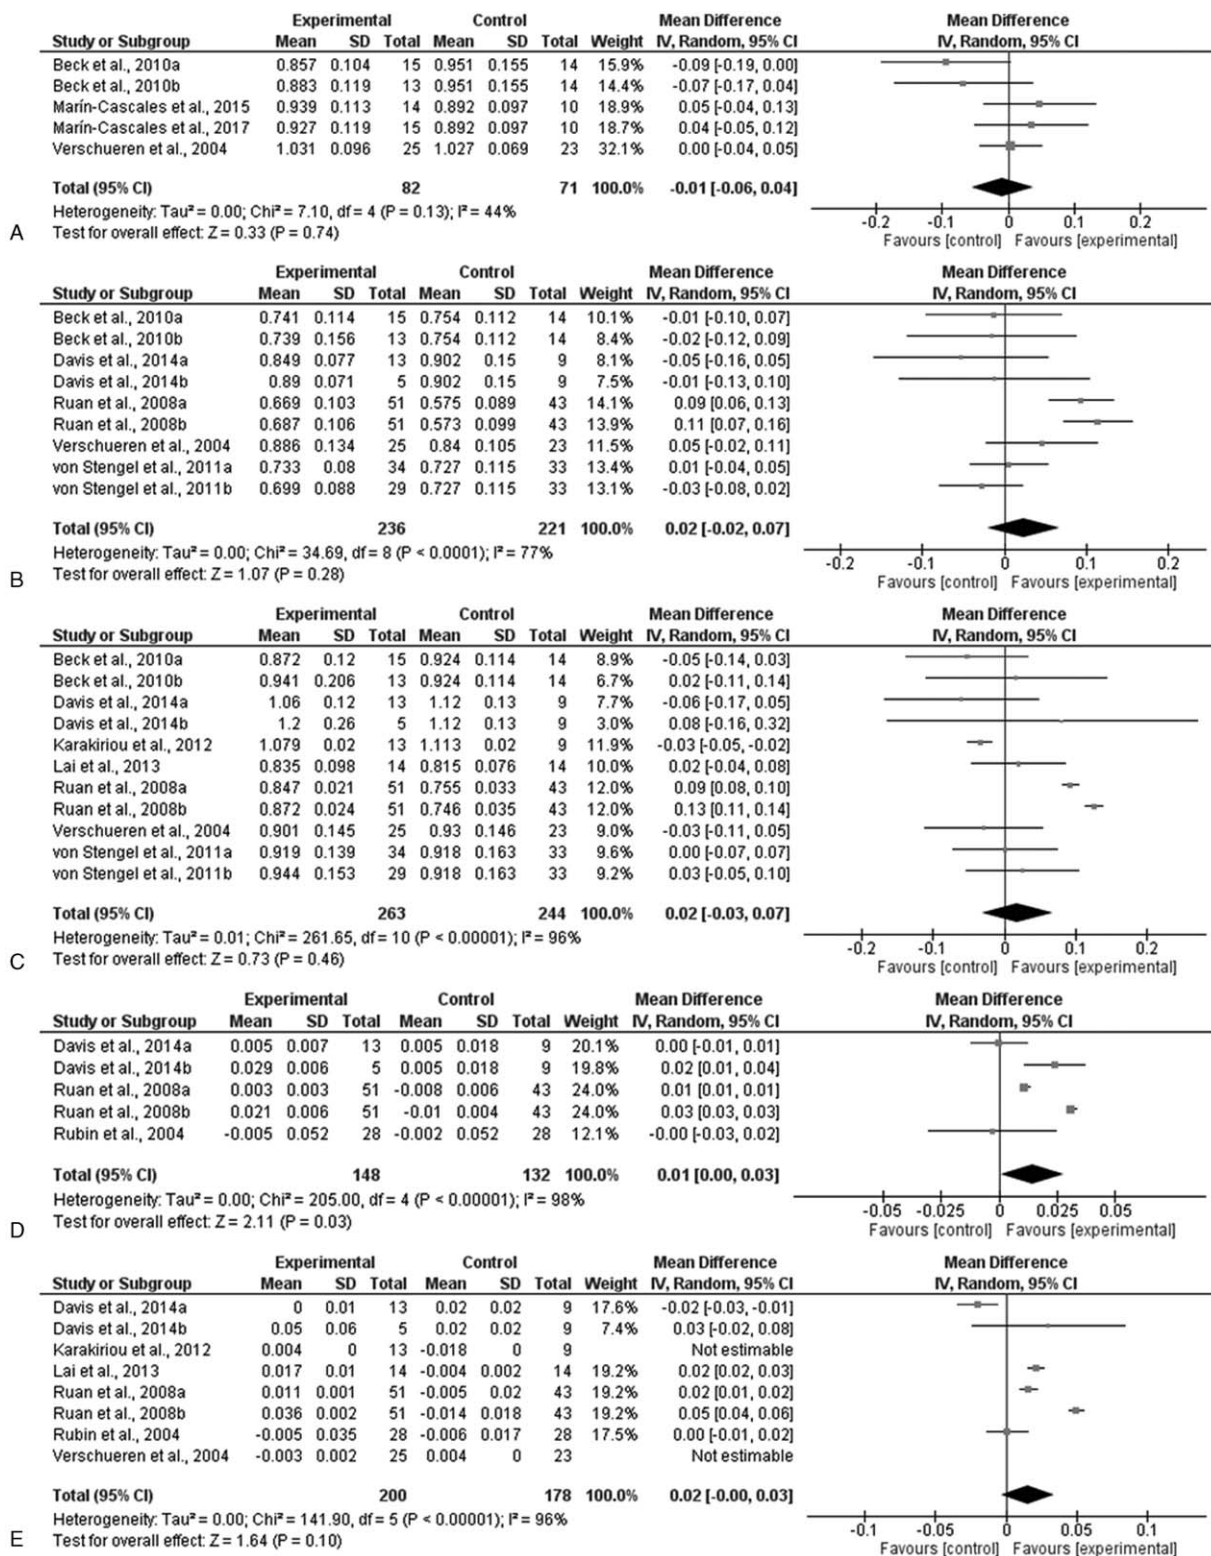 Experimental Control Mean Difference Mean Difference
Study or Subgroup Mean SD Total Mean SD Total Weight IV, Random, 95% CI IV, Random, 95% CI
Beck et al., 2010a 0.857 0.104 15 0.951 0.155 14 15.9% -0.09 [-0.19, 0.00]
Beck et al., 2010b 0.883 0.119 13 0.951 0.155 14 14.4% -0.07 [-0.17, 0.04]
Marín-Cascales et al., 2015 0.939 0.113 14 0.892 0.097 10 18.9% 0.05 [-0.04, 0.13]
Marín-Cascales et al., 2017 0.927 0.119 15 0.892 0.097 10 18.7% 0.04 [-0.05, 0.12]
Verschueren et al., 2004 1.031 0.096 25 1.027 0.069 23 32.1% 0.00 [-0.04, 0.05]
Total (95% CI) 82 71 100.0% -0.01 [-0.06, 0.04]
Heterogeneity: Tau² = 0.00; Chi² = 7.10, df = 4 (P = 0.13); I² = 44%
Test for overall effect: Z = 0.33 (P = 0.74)
-0.2 -0.1 0 0.1 0.2
Favours [control] Favours [experimental]
A
Experimental Control Mean Difference Mean Difference
Study or Subgroup Mean SD Total Mean SD Total Weight IV, Random, 95% CI IV, Random, 95% CI
Beck et al., 2010a 0.741 0.114 15 0.754 0.112 14 10.1% -0.01 [-0.10, 0.07]
Beck et al., 2010b 0.739 0.156 13 0.754 0.112 14 8.4% -0.02 [-0.12, 0.09]
Davis et al., 2014a 0.849 0.077 13 0.902 0.15 9 8.1% -0.05 [-0.16, 0.05]
Davis et al., 2014b 0.89 0.071 5 0.902 0.15 9 7.5% -0.01 [-0.13, 0.10]
Ruan et al., 2008a 0.669 0.103 51 0.575 0.089 43 14.1% 0.09 [0.06, 0.13]
Ruan et al., 2008b 0.687 0.106 51 0.573 0.099 43 13.9% 0.11 [0.07, 0.16]
Verschueren et al., 2004 0.886 0.134 25 0.84 0.105 23 11.5% 0.05 [-0.02, 0.11]
von Stengel et al., 2011a 0.733 0.08 34 0.727 0.115 33 13.4% 0.01 [-0.04, 0.05]
von Stengel et al., 2011b 0.699 0.088 29 0.727 0.115 33 13.1% -0.03 [-0.08, 0.02]
Total (95% CI) 236 221 100.0% 0.02 [-0.02, 0.07]
Heterogeneity: Tau² = 0.00; Chi² = 34.69, df = 8 (P < 0.0001); I² = 77%
Test for overall effect: Z = 1.07 (P = 0.28)
-0.2 -0.1 0 0.1 0.2
Favours [control] Favours [experimental]
B
Experimental Control Mean Difference Mean Difference
Study or Subgroup Mean SD Total Mean SD Total Weight IV, Random, 95% CI IV, Random, 95% CI
Beck et al., 2010a 0.872 0.12 15 0.924 0.114 14 8.9% -0.05 [-0.14, 0.03]
Beck et al., 2010b 0.941 0.206 13 0.924 0.114 14 6.7% 0.02 [-0.11, 0.14]
Davis et al., 2014a 1.06 0.12 13 1.12 0.13 9 7.7% -0.06 [-0.17, 0.05]
Davis et al., 2014b 1.2 0.26 5 1.12 0.13 9 3.0% 0.08 [-0.16, 0.32]
Karakiriou et al., 2012 1.079 0.02 13 1.113 0.02 9 11.9% -0.03 [-0.05, -0.02]
Lai et al., 2013 0.835 0.098 14 0.815 0.076 14 10.0% 0.02 [-0.04, 0.08]
Ruan et al., 2008a 0.847 0.021 51 0.755 0.033 43 12.0% 0.09 [0.08, 0.10]
Ruan et al., 2008b 0.872 0.024 51 0.746 0.035 43 12.0% 0.13 [0.11, 0.14]
Verschueren et al., 2004 0.901 0.145 25 0.93 0.146 23 9.0% -0.03 [-0.11, 0.05]
von Stengel et al., 2011a 0.919 0.139 34 0.918 0.163 33 9.6% 0.00 [-0.07, 0.07]
von Stengel et al., 2011b 0.944 0.153 29 0.918 0.163 33 9.2% 0.03 [-0.05, 0.10]
Total (95% CI) 263 244 100.0% 0.02 [-0.03, 0.07]
Heterogeneity: Tau² = 0.01; Chi² = 261.65, df = 10 (P < 0.00001); I² = 96%
Test for overall effect: Z = 0.73 (P = 0.46)
-0.2 -0.1 0 0.1 0.2
Favours [control] Favours [experimental]
C
Experimental Control Mean Difference Mean Difference
Study or Subgroup Mean SD Total Mean SD Total Weight IV, Random, 95% CI IV, Random, 95% CI
Davis et al., 2014a 0.005 0.007 13 0.005 0.018 9 20.1% 0.00 [-0.01, 0.01]
Davis et al., 2014b 0.029 0.006 5 0.005 0.018 9 19.8% 0.02 [0.01, 0.04]
Ruan et al., 2008a 0.003 0.003 51 -0.008 0.006 43 24.0% 0.01 [0.01, 0.01]
Ruan et al., 2008b 0.021 0.006 51 -0.01 0.004 43 24.0% 0.03 [0.03, 0.03]
Rubin et al., 2004 -0.005 0.052 28 -0.002 0.052 28 12.1% -0.00 [-0.03, 0.02]
Total (95% CI) 148 132 100.0% 0.01 [0.00, 0.03]
Heterogeneity: Tau² = 0.00; Chi² = 205.00, df = 4 (P < 0.00001); I² = 98%
Test for overall effect: Z = 2.11 (P = 0.03)
-0.05 -0.025 0 0.025 0.05
Favours [control] Favours [experimental]
D
Experimental Control Mean Difference Mean Difference
Study or Subgroup Mean SD Total Mean SD Total Weight IV, Random, 95% CI IV, Random, 95% CI
Davis et al., 2014a 0 0.01 13 0.02 0.02 9 17.6% -0.02 [-0.03, -0.01]
Davis et al., 2014b 0.05 0.06 5 0.02 0.02 9 7.4% 0.03 [-0.02, 0.08]
Karakiriou et al., 2012 0.004 0 13 -0.018 0 9 Not estimable
Lai et al., 2013 0.017 0.01 14 -0.004 0.002 14 19.2% 0.02 [0.02, 0.03]
Ruan et al., 2008a 0.011 0.001 51 -0.005 0.02 43 19.2% 0.02 [0.01, 0.02]
Ruan et al., 2008b 0.036 0.002 51 -0.014 0.018 43 19.2% 0.05 [0.04, 0.06]
Rubin et al., 2004 -0.005 0.035 28 -0.006 0.017 28 17.5% 0.00 [-0.01, 0.02]
Verschueren et al., 2004 -0.003 0.002 25 0.004 0 23 Not estimable
Total (95% CI) 200 178 100.0% 0.02 [-0.00, 0.03]
Heterogeneity: Tau² = 0.00; Chi² = 141.90, df = 5 (P < 0.00001); I² = 96%
Test for overall effect: Z = 1.64 (P = 0.10)
-0.1 -0.05 0 0.05 0.1
Favours [control] Favours [experimental]
E